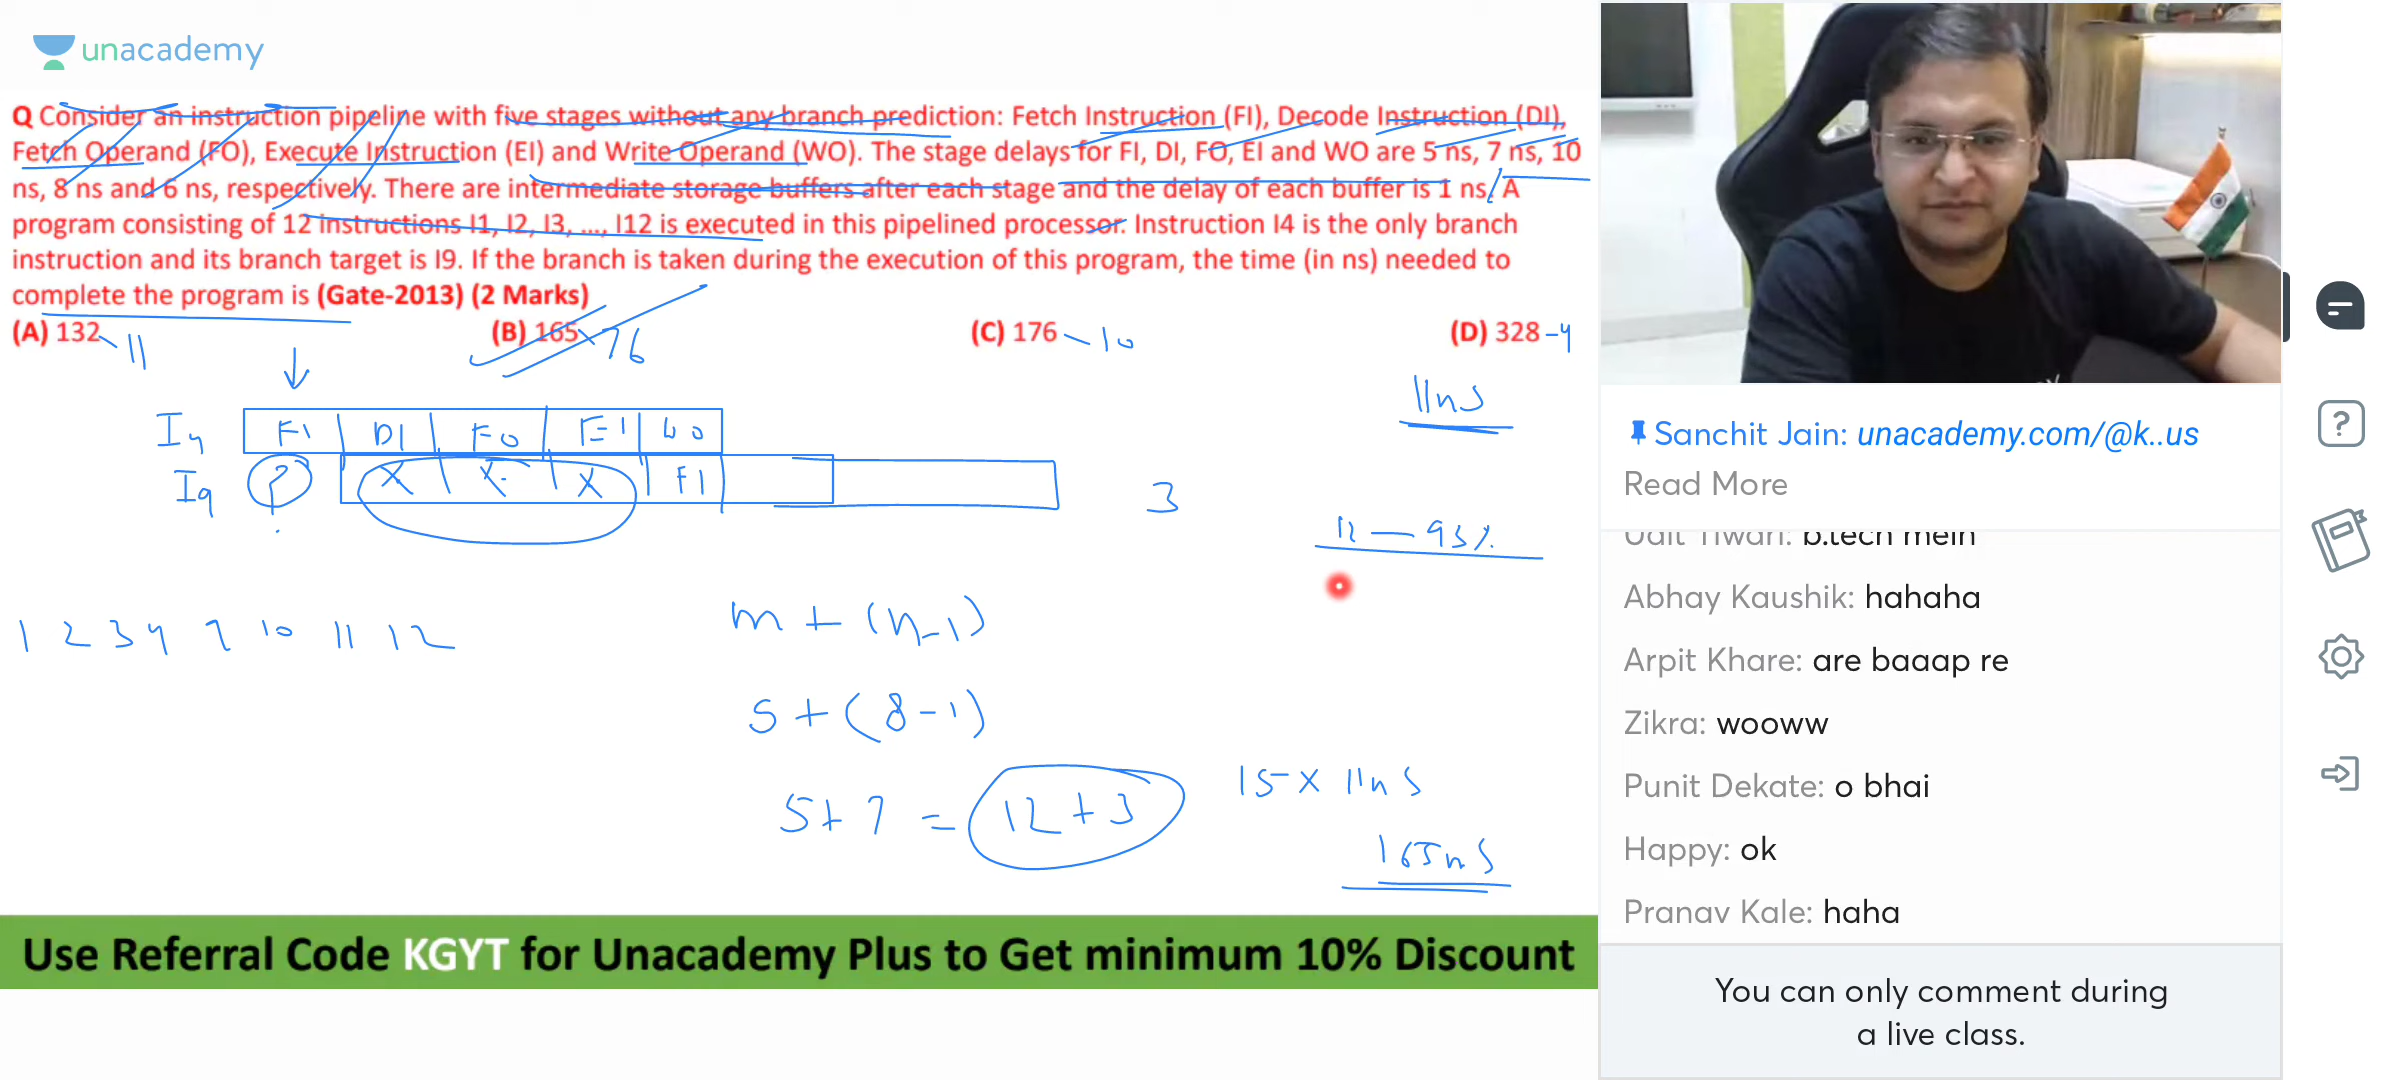 unacademy
Q Consider an instruction pipeline with five stages without any branch prediction: Fetch Instruction (FI), Decode Instruction (DI),
Fetch Operand (FO), Execute Instruction (EI) and Write Operand (WO). The stage delays for FI, DI, FO, EI and WO are 5 ns, 7 ns, 10
ns, 8 ns and 6 ns, respectively. There are intermediate storage buffers after each stage and the delay of each buffer is 1 ns. A
program consisting of 12 instructions I1, I2, I3, …, I12 is executed in this pipelined processor. Instruction I4 is the only branch
instruction and its branch target is I9. If the branch is taken during the execution of this program, the time (in ns) needed to
complete the program is (Gate-2013) (2 Marks)
(A) 132 (B) 165 (C) 176 (D) 328
11 76 10 -4
11ns
I4 FI DI FO EI WO
I9 ? X X X FI
3
12 — 93%
1 2 3 4 9 10 11 12
m + (n-1)
5 + (8-1)
5+7 = 12+3
15 x 11ns
165ns
Use Referral Code KGYT for Unacademy Plus to Get minimum 10% Discount
Sanchit Jain: unacademy.com/@k..us
Read More
Udit Tiwari: b.tech mein
Abhay Kaushik: hahaha
Arpit Khare: are baaap re
Zikra: wooww
Punit Dekate: o bhai
Happy: ok
Pranav Kale: haha
You can only comment during
a live class.